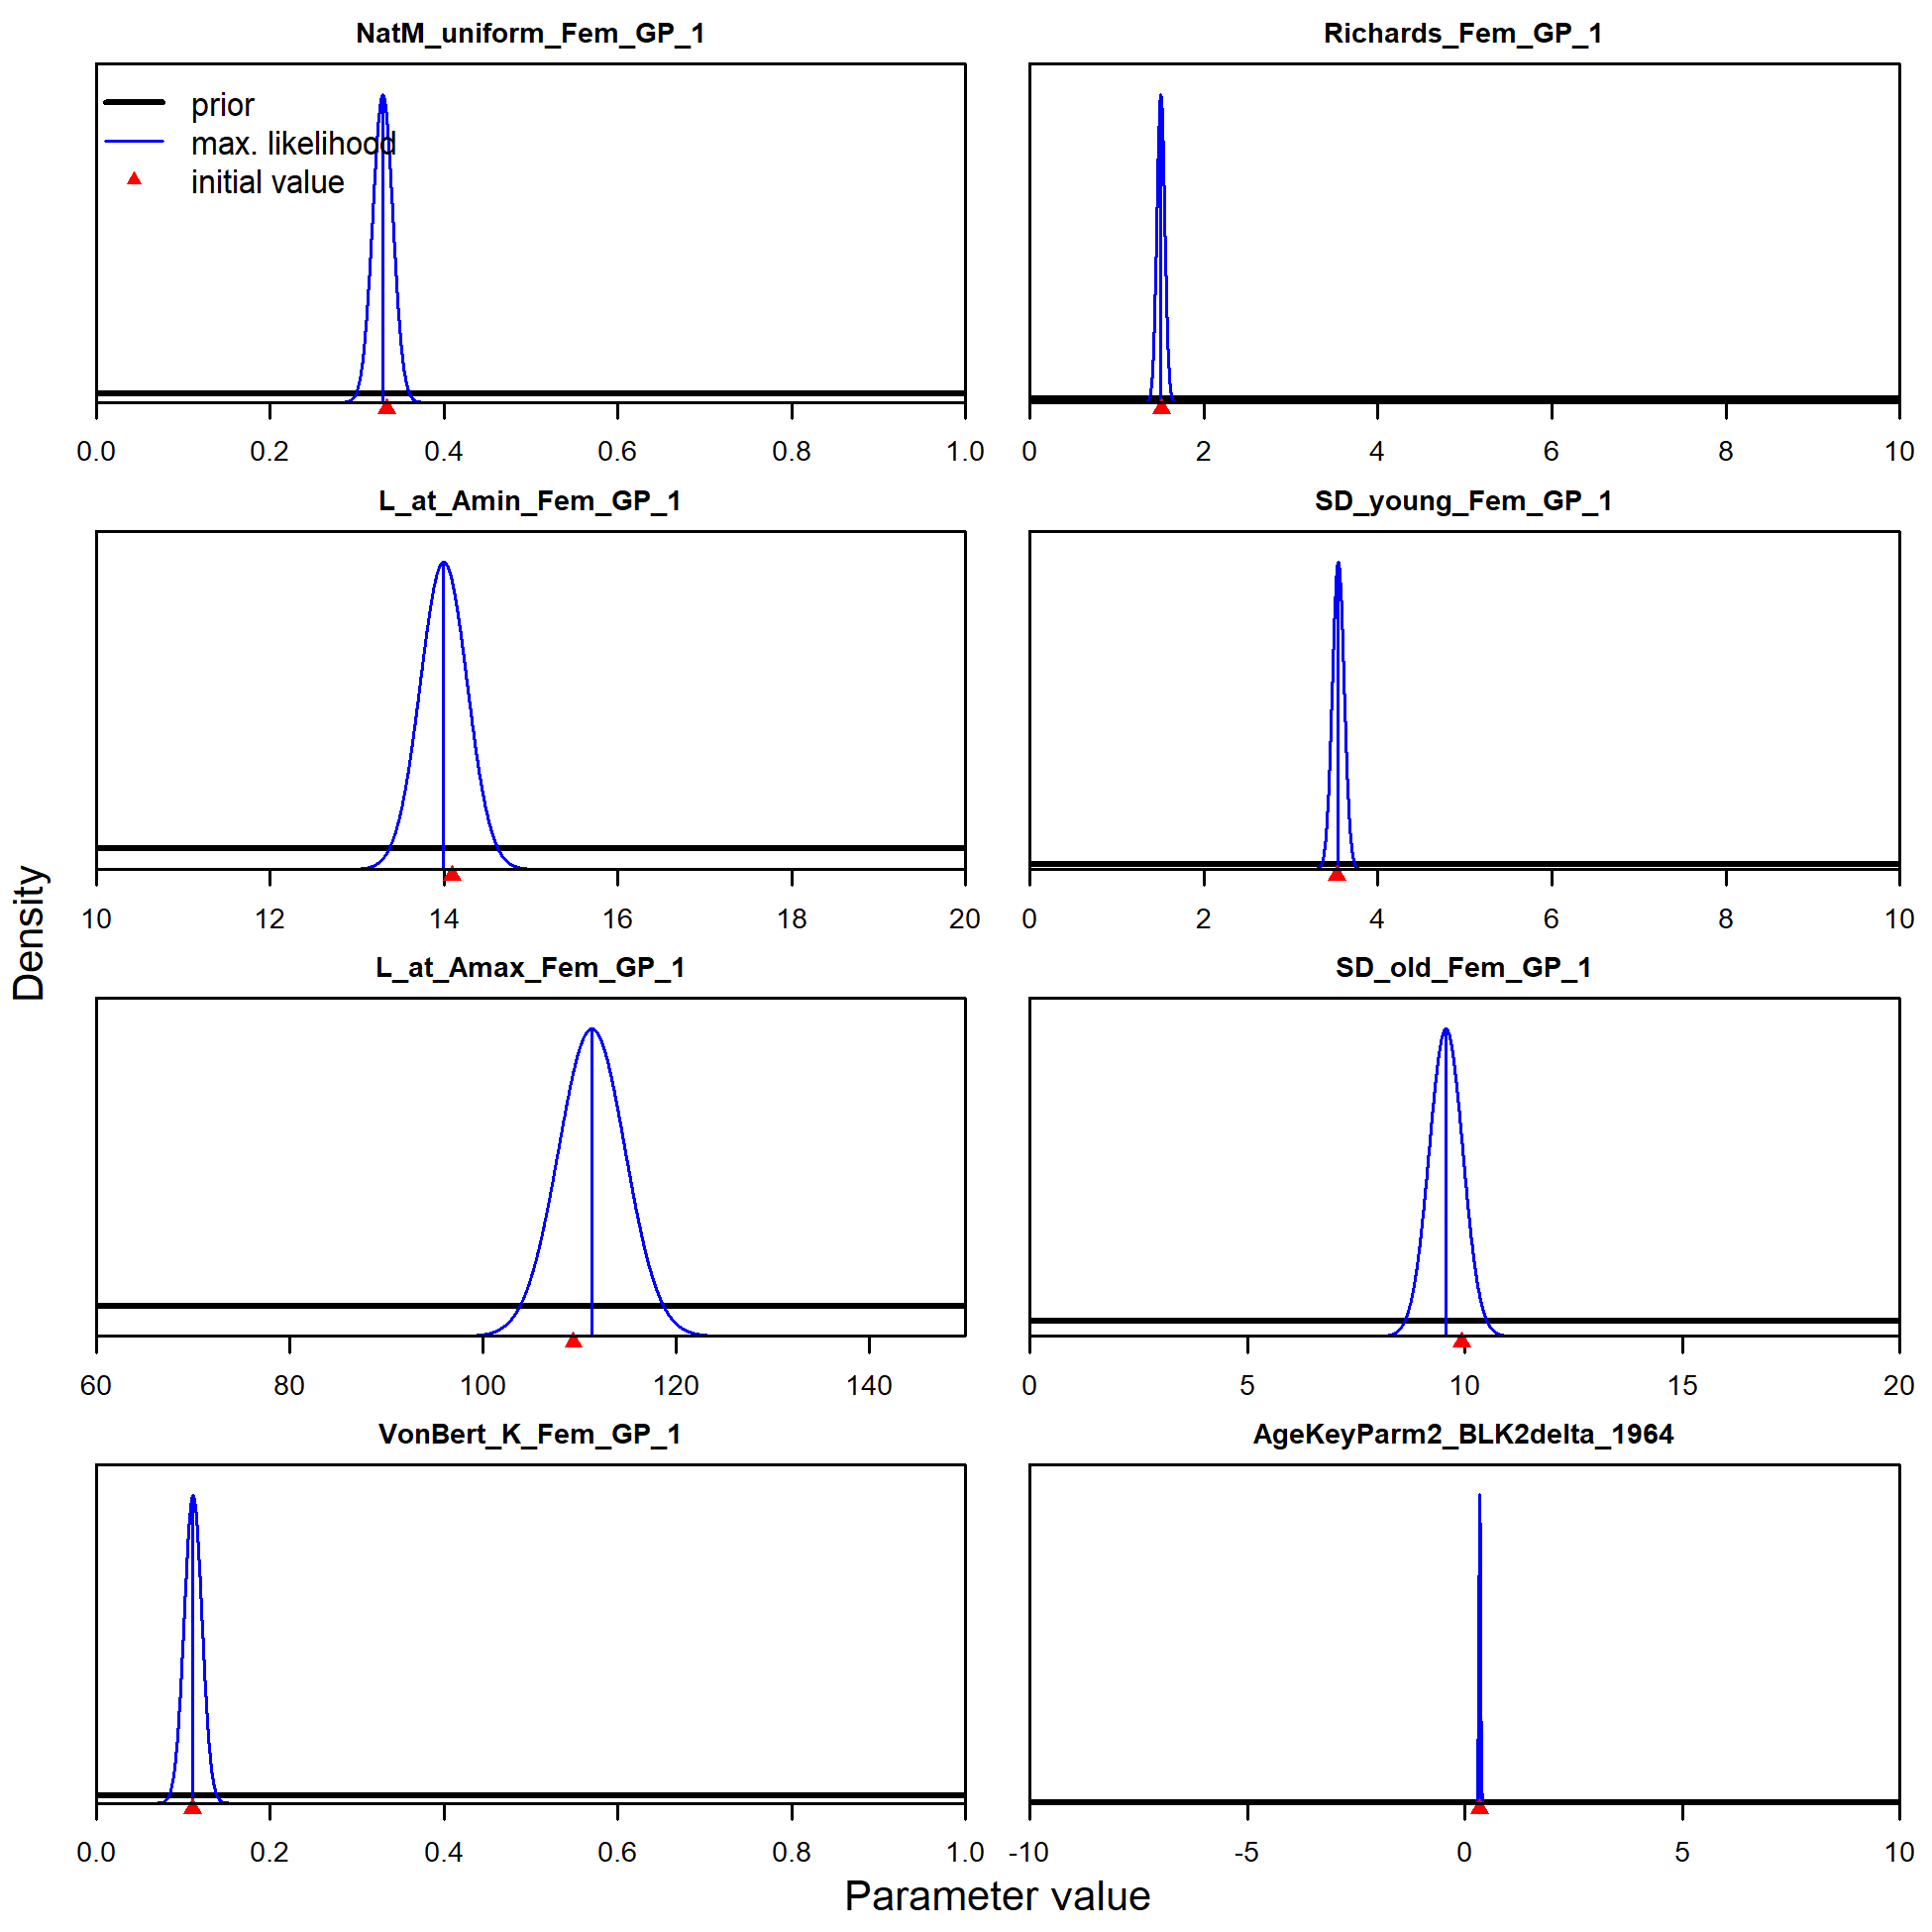 NatM_uniform_Fem_GP_1
prior
max. likelihood
initial value
0.0 0.2 0.4 0.6 0.8 1.0
Richards_Fem_GP_1
0 2 4 6 8 10
L_at_Amin_Fem_GP_1
10 12 14 16 18 20
SD_young_Fem_GP_1
0 2 4 6 8 10
L_at_Amax_Fem_GP_1
60 80 100 120 140
SD_old_Fem_GP_1
0 5 10 15 20
VonBert_K_Fem_GP_1
0.0 0.2 0.4 0.6 0.8 1.0
AgeKeyParm2_BLK2delta_1964
-10 -5 0 5 10
Density
Parameter value